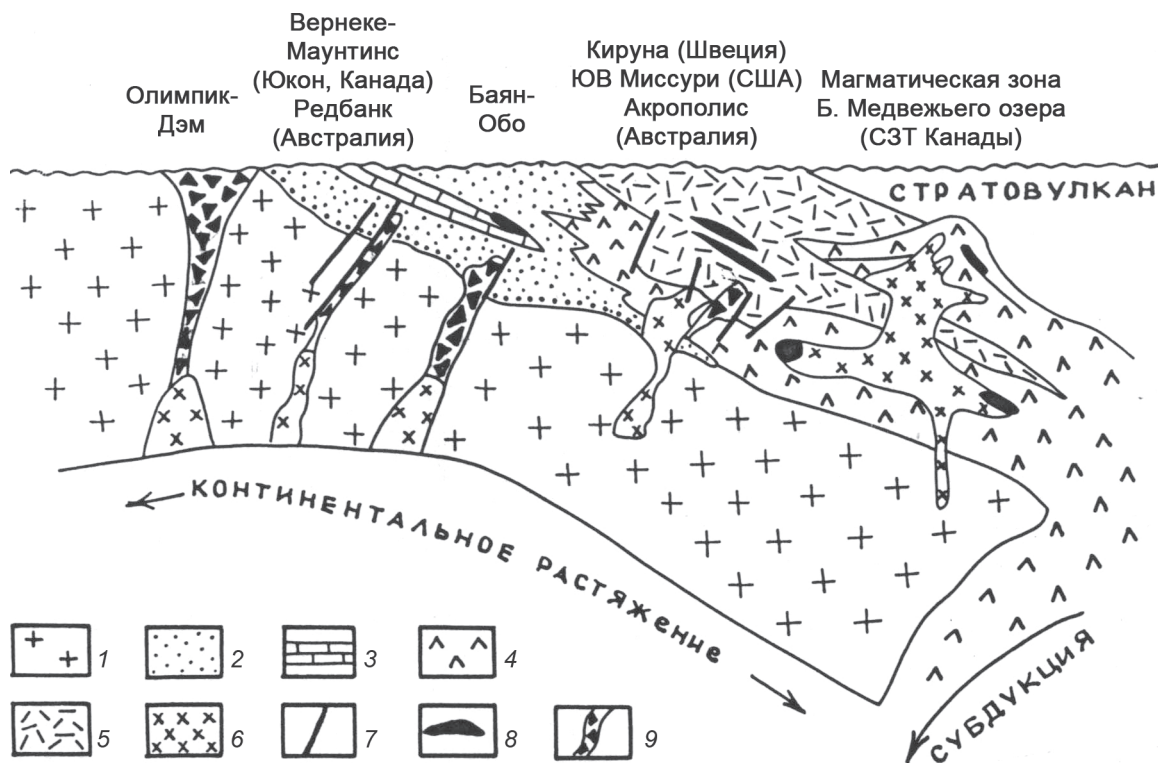 Олимпик-
Дэм
Вернеке-
Маунтинс
(Юкон, Канада)
Редбанк
(Австралия)
Баян-
Обо
Кируна (Швеция)
ЮВ Миссури (США)
Акрополис
(Австралия)
Магматическая зона
Б. Медвежьего озера
(СЗТ Канады)
СТРАТОВУЛКАН
КОНТИНЕНТАЛЬНОЕ РАСТЯЖЕНИЕ
СУБДУКЦИЯ
1
2
3
4
5
6
7
8
9